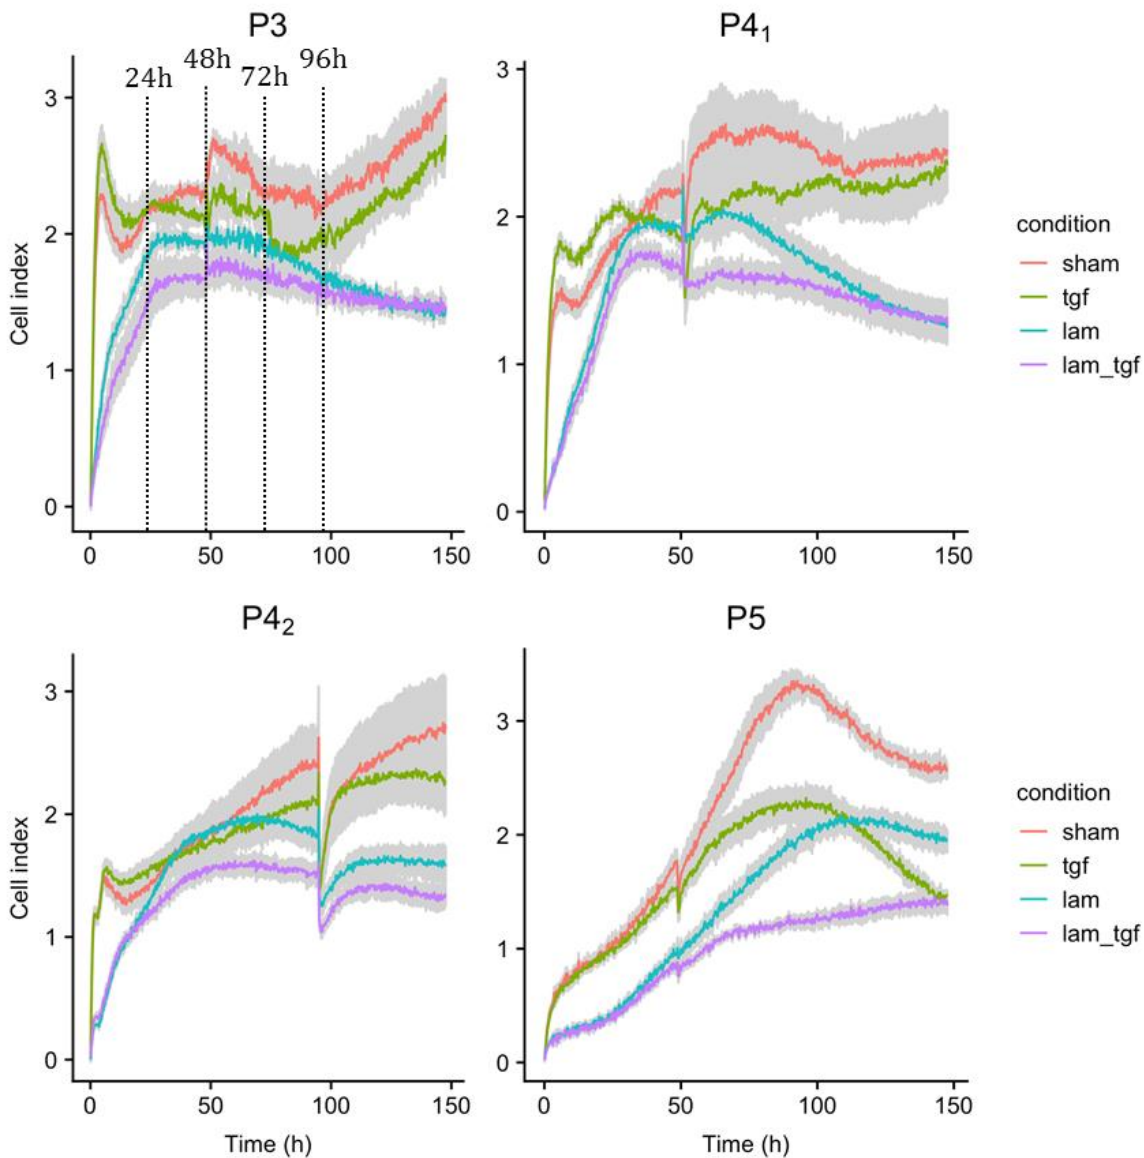 P3
P4₁
24h
48h
72h
96h
3
2
1
0
Cell index
0
50
100
150
3
2
1
0
0
50
100
150
condition
sham
tgf
lam
lam_tgf
P4₂
P5
3
2
1
0
Cell index
0
50
100
150
Time (h)
3
2
1
0
0
50
100
150
Time (h)
condition
sham
tgf
lam
lam_tgf